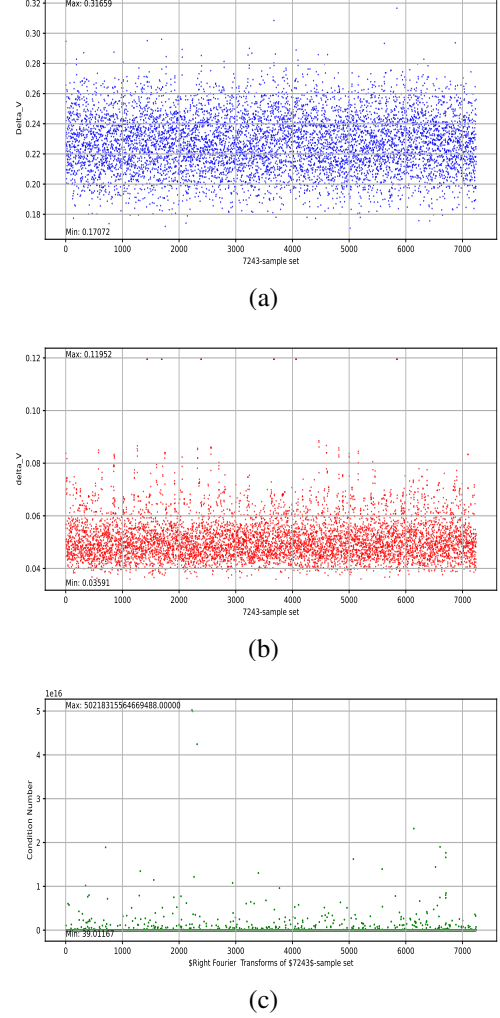 0.32
Max: 0.31659
0.30
0.28
0.26
0.24
0.22
0.20
0.18
Delta_V
Min: 0.17072
0 1000 2000 3000 4000 5000 6000 7000
7243-sample set
(a)
0.12
Max: 0.11952
0.10
0.08
0.06
0.04
delta_V
Min: 0.03591
0 1000 2000 3000 4000 5000 6000 7000
7243-sample set
(b)
1e16
Max: 50218315564669488.00000
5
4
3
2
1
0
Condition Number
Min: 39.01167
0 1000 2000 3000 4000 5000 6000 7000
$Right Fourier Transforms of $7243$-sample set
(c)